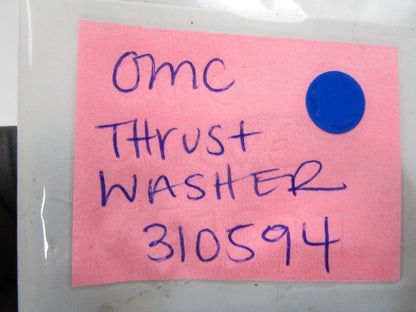 OMC
THrust
WASHER
310594